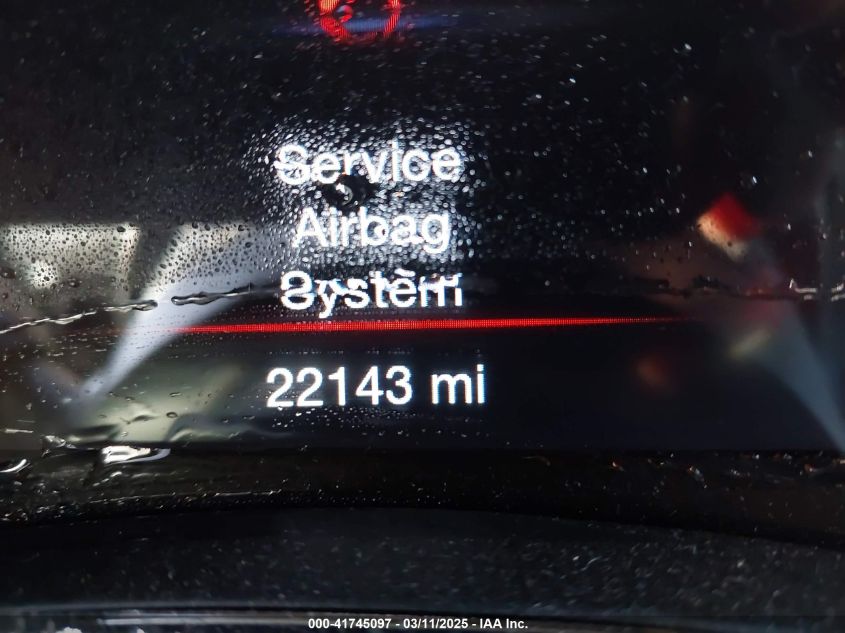 Service
Airbag
System
22143 mi
000-41745097 - 03/11/2025 - IAA Inc.